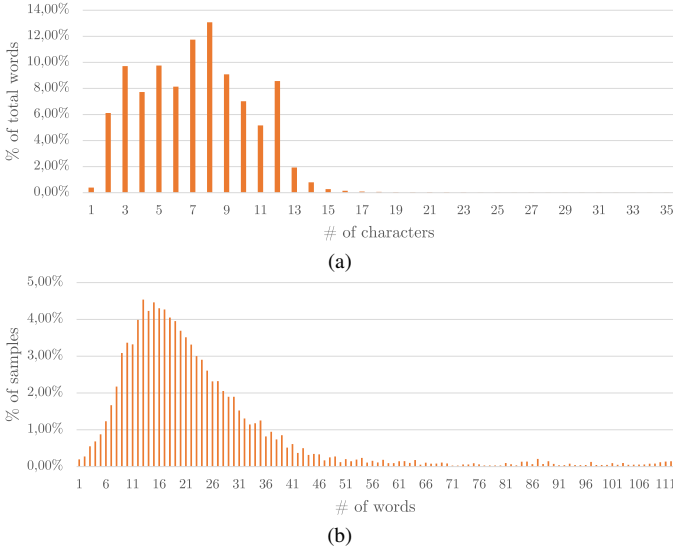 14,00%
12,00%
10,00%
8,00%
6,00%
4,00%
2,00%
0,00%
% of total words
1 3 5 7 9 11 13 15 17 19 21 23 25 27 29 31 33 35
# of characters
(a)
5,00%
4,00%
3,00%
2,00%
1,00%
0,00%
% of samples
1 6 11 16 21 26 31 36 41 46 51 56 61 66 71 76 81 86 91 96 101 106 111
# of words
(b)